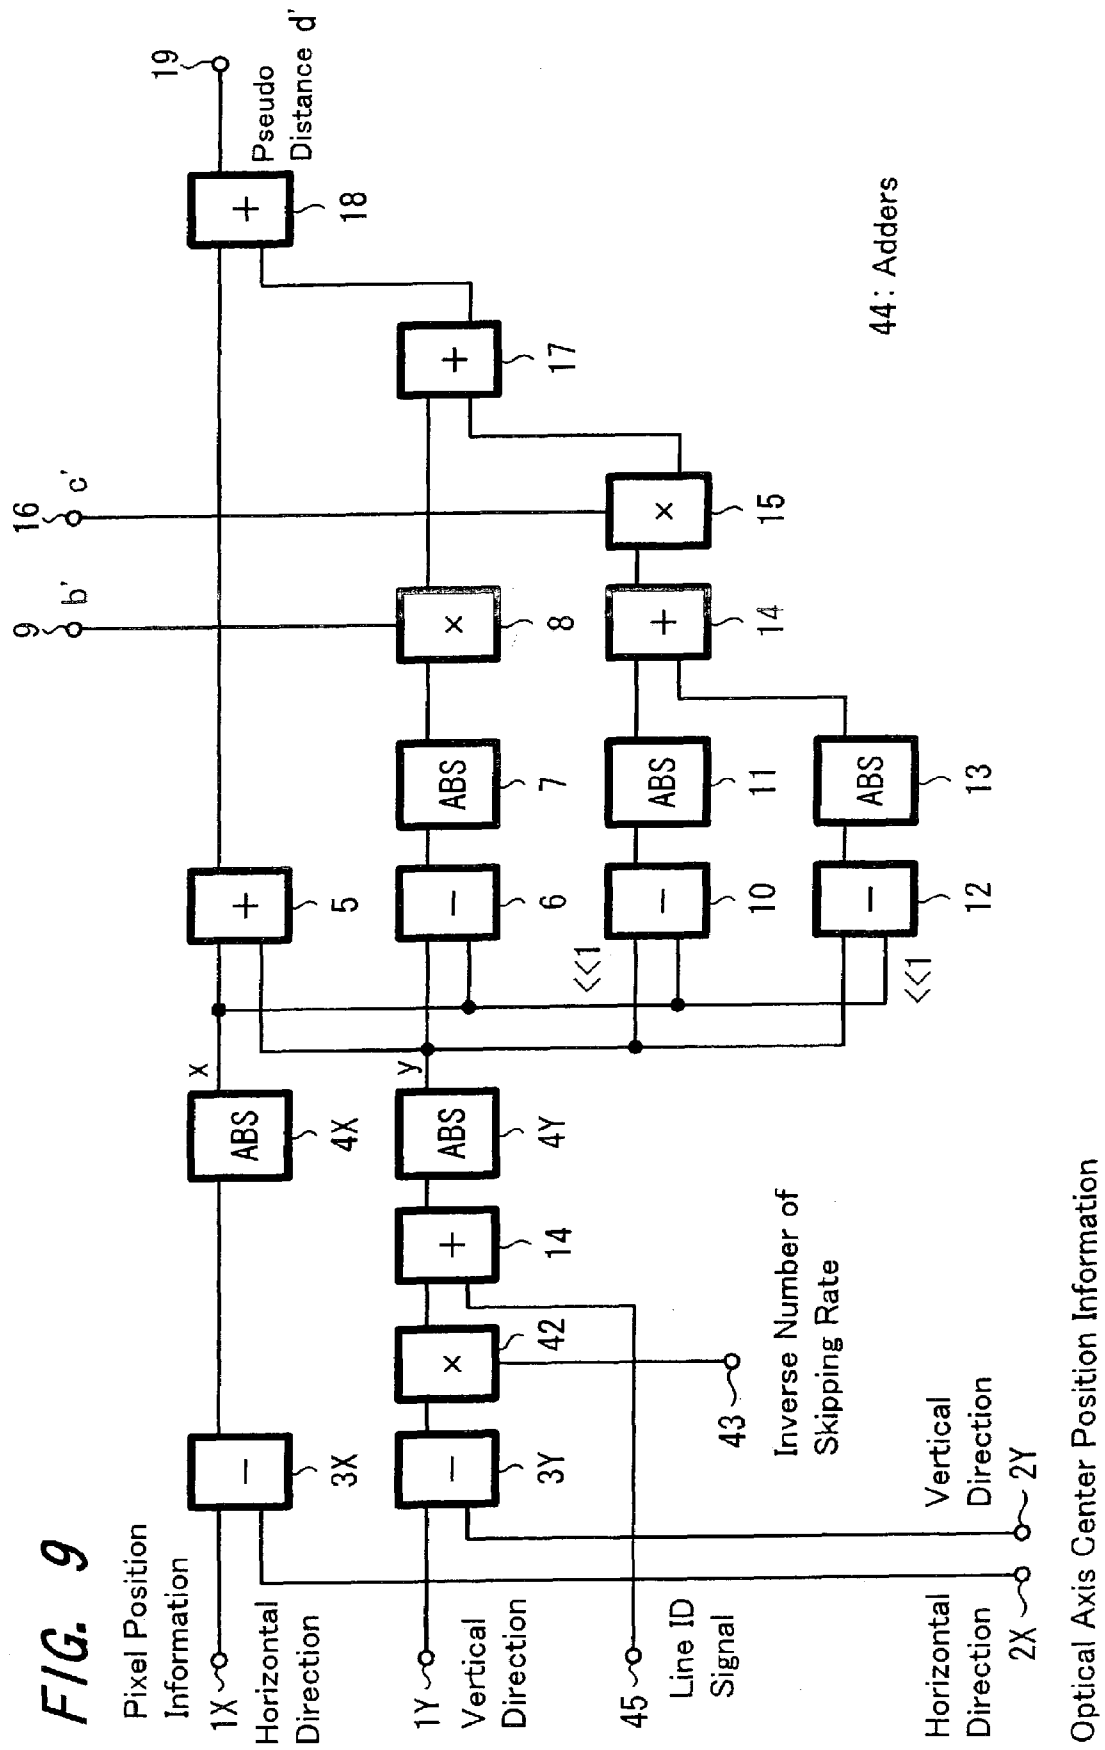 FIG. 9
Pixel Position
Information
1X
Horizontal
Direction
1Y
Vertical
Direction
45
Line ID
Signal
Horizontal
Direction
2X
Vertical
Direction
2Y
Optical Axis Center Position Information
−
3X
−
3Y
×
42
43
Inverse Number of
Skipping Rate
+
14
ABS
4X
ABS
4Y
x
y
<<1
<<1
+
5
−
6
−
10
−
12
ABS
7
ABS
11
ABS
13
9
b'
×
8
+
14
16
c'
×
15
+
17
+
18
19
Pseudo
Distance d'
44: Adders